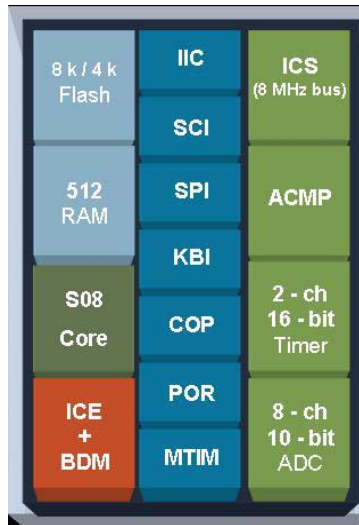 8 k / 4 k
Flash
512
RAM
S08
Core
ICE
+
BDM
IIC
SCI
SPI
KBI
COP
POR
MTIM
ICS
(8 MHz bus)
ACMP
2 - ch
16 - bit
Timer
8 - ch
10 - bit
ADC